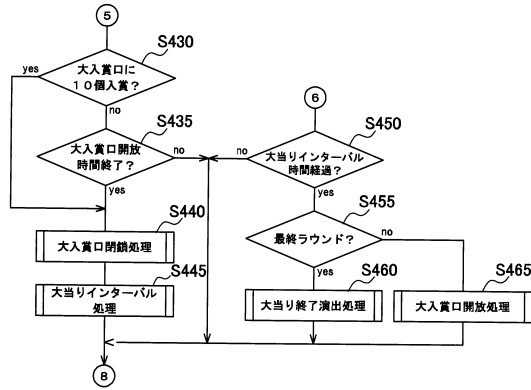 5
S430
大入賞口に
10個入賞?
yes
no
S435
大入賞口開放
時間終了?
no
yes
S440
大入賞口閉鎖処理
S445
大当りインターバル
処理
6
S450
大当りインターバル
時間経過?
no
yes
S455
最終ラウンド?
no
yes
S460
大当り終了演出処理
S465
大入賞口開放処理
8